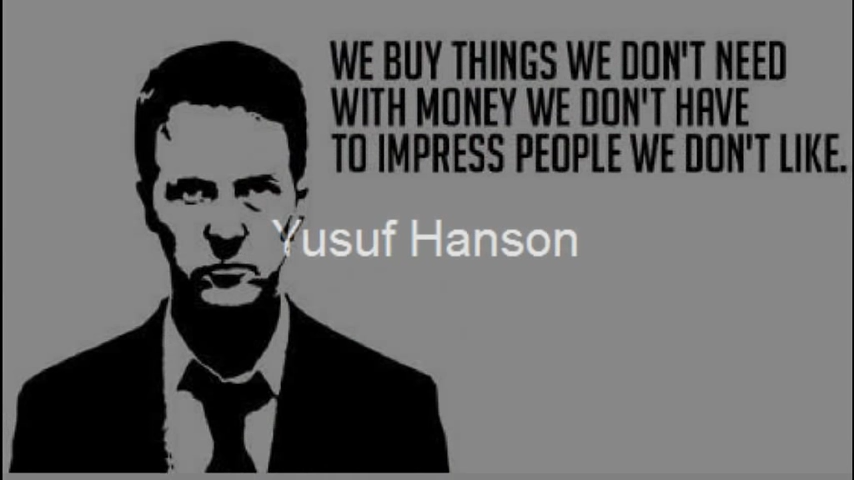 WE BUY THINGS WE DON'T NEED
WITH MONEY WE DON'T HAVE
TO IMPRESS PEOPLE WE DON'T LIKE.
Yusuf Hanson